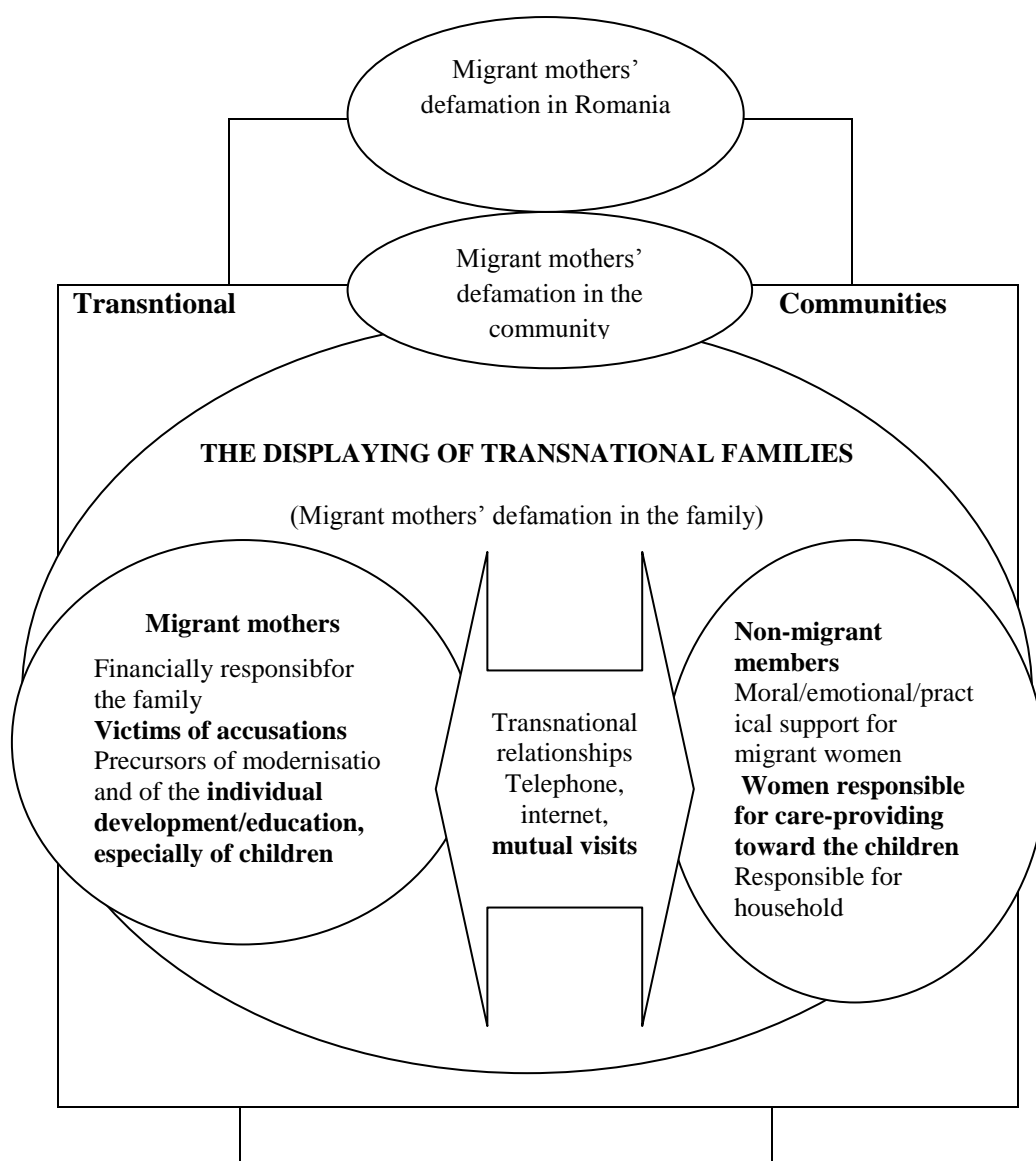 Migrant mothers’
defamation in Romania
Migrant mothers’
defamation in the
community
Transntional
Communities
THE DISPLAYING OF TRANSNATIONAL FAMILIES
(Migrant mothers’ defamation in the family)
Migrant mothers
Financially responsibfor
the family
Victims of accusations
Precursors of modernisatio
and of the individual
development/education,
especially of children
Transnational
relationships
Telephone,
internet,
mutual visits
Non-migrant
members
Moral/emotional/pract
ical support for
migrant women
Women responsible
for care-providing
toward the children
Responsible for
household